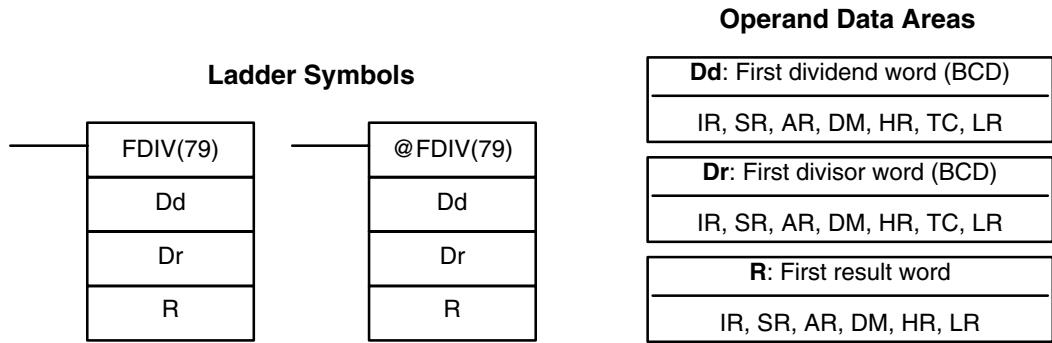 Ladder Symbols
FDIV(79)
Dd
Dr
R
@FDIV(79)
Dd
Dr
R
Operand Data Areas
Dd: First dividend word (BCD)
IR, SR, AR, DM, HR, TC, LR
Dr: First divisor word (BCD)
IR, SR, AR, DM, HR, TC, LR
R: First result word
IR, SR, AR, DM, HR, LR